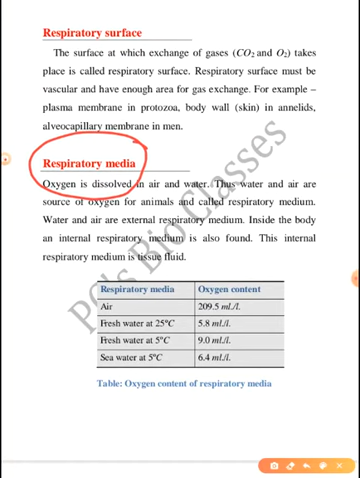 Respiratory surface
The surface at which exchange of gases (CO₂ and O₂) takes
place is called respiratory surface. Respiratory surface must be
vascular and have enough area for gas exchange. For example –
plasma membrane in protozoa, body wall (skin) in annelids,
alveocapillary membrane in men.
Respiratory media
Oxygen is dissolved in air and water. Thus water and air are
source of oxygen for animals and called respiratory medium.
Water and air are external respiratory medium. Inside the body
an internal respiratory medium is also found. This internal
respiratory medium is tissue fluid.
Respiratory media Oxygen content
Air 209.5 ml./l.
Fresh water at 25°C 5.8 ml./l.
Fresh water at 5°C 9.0 ml./l.
Sea water at 5°C 6.4 ml./l.
Table: Oxygen content of respiratory media
PG's Bio Classes